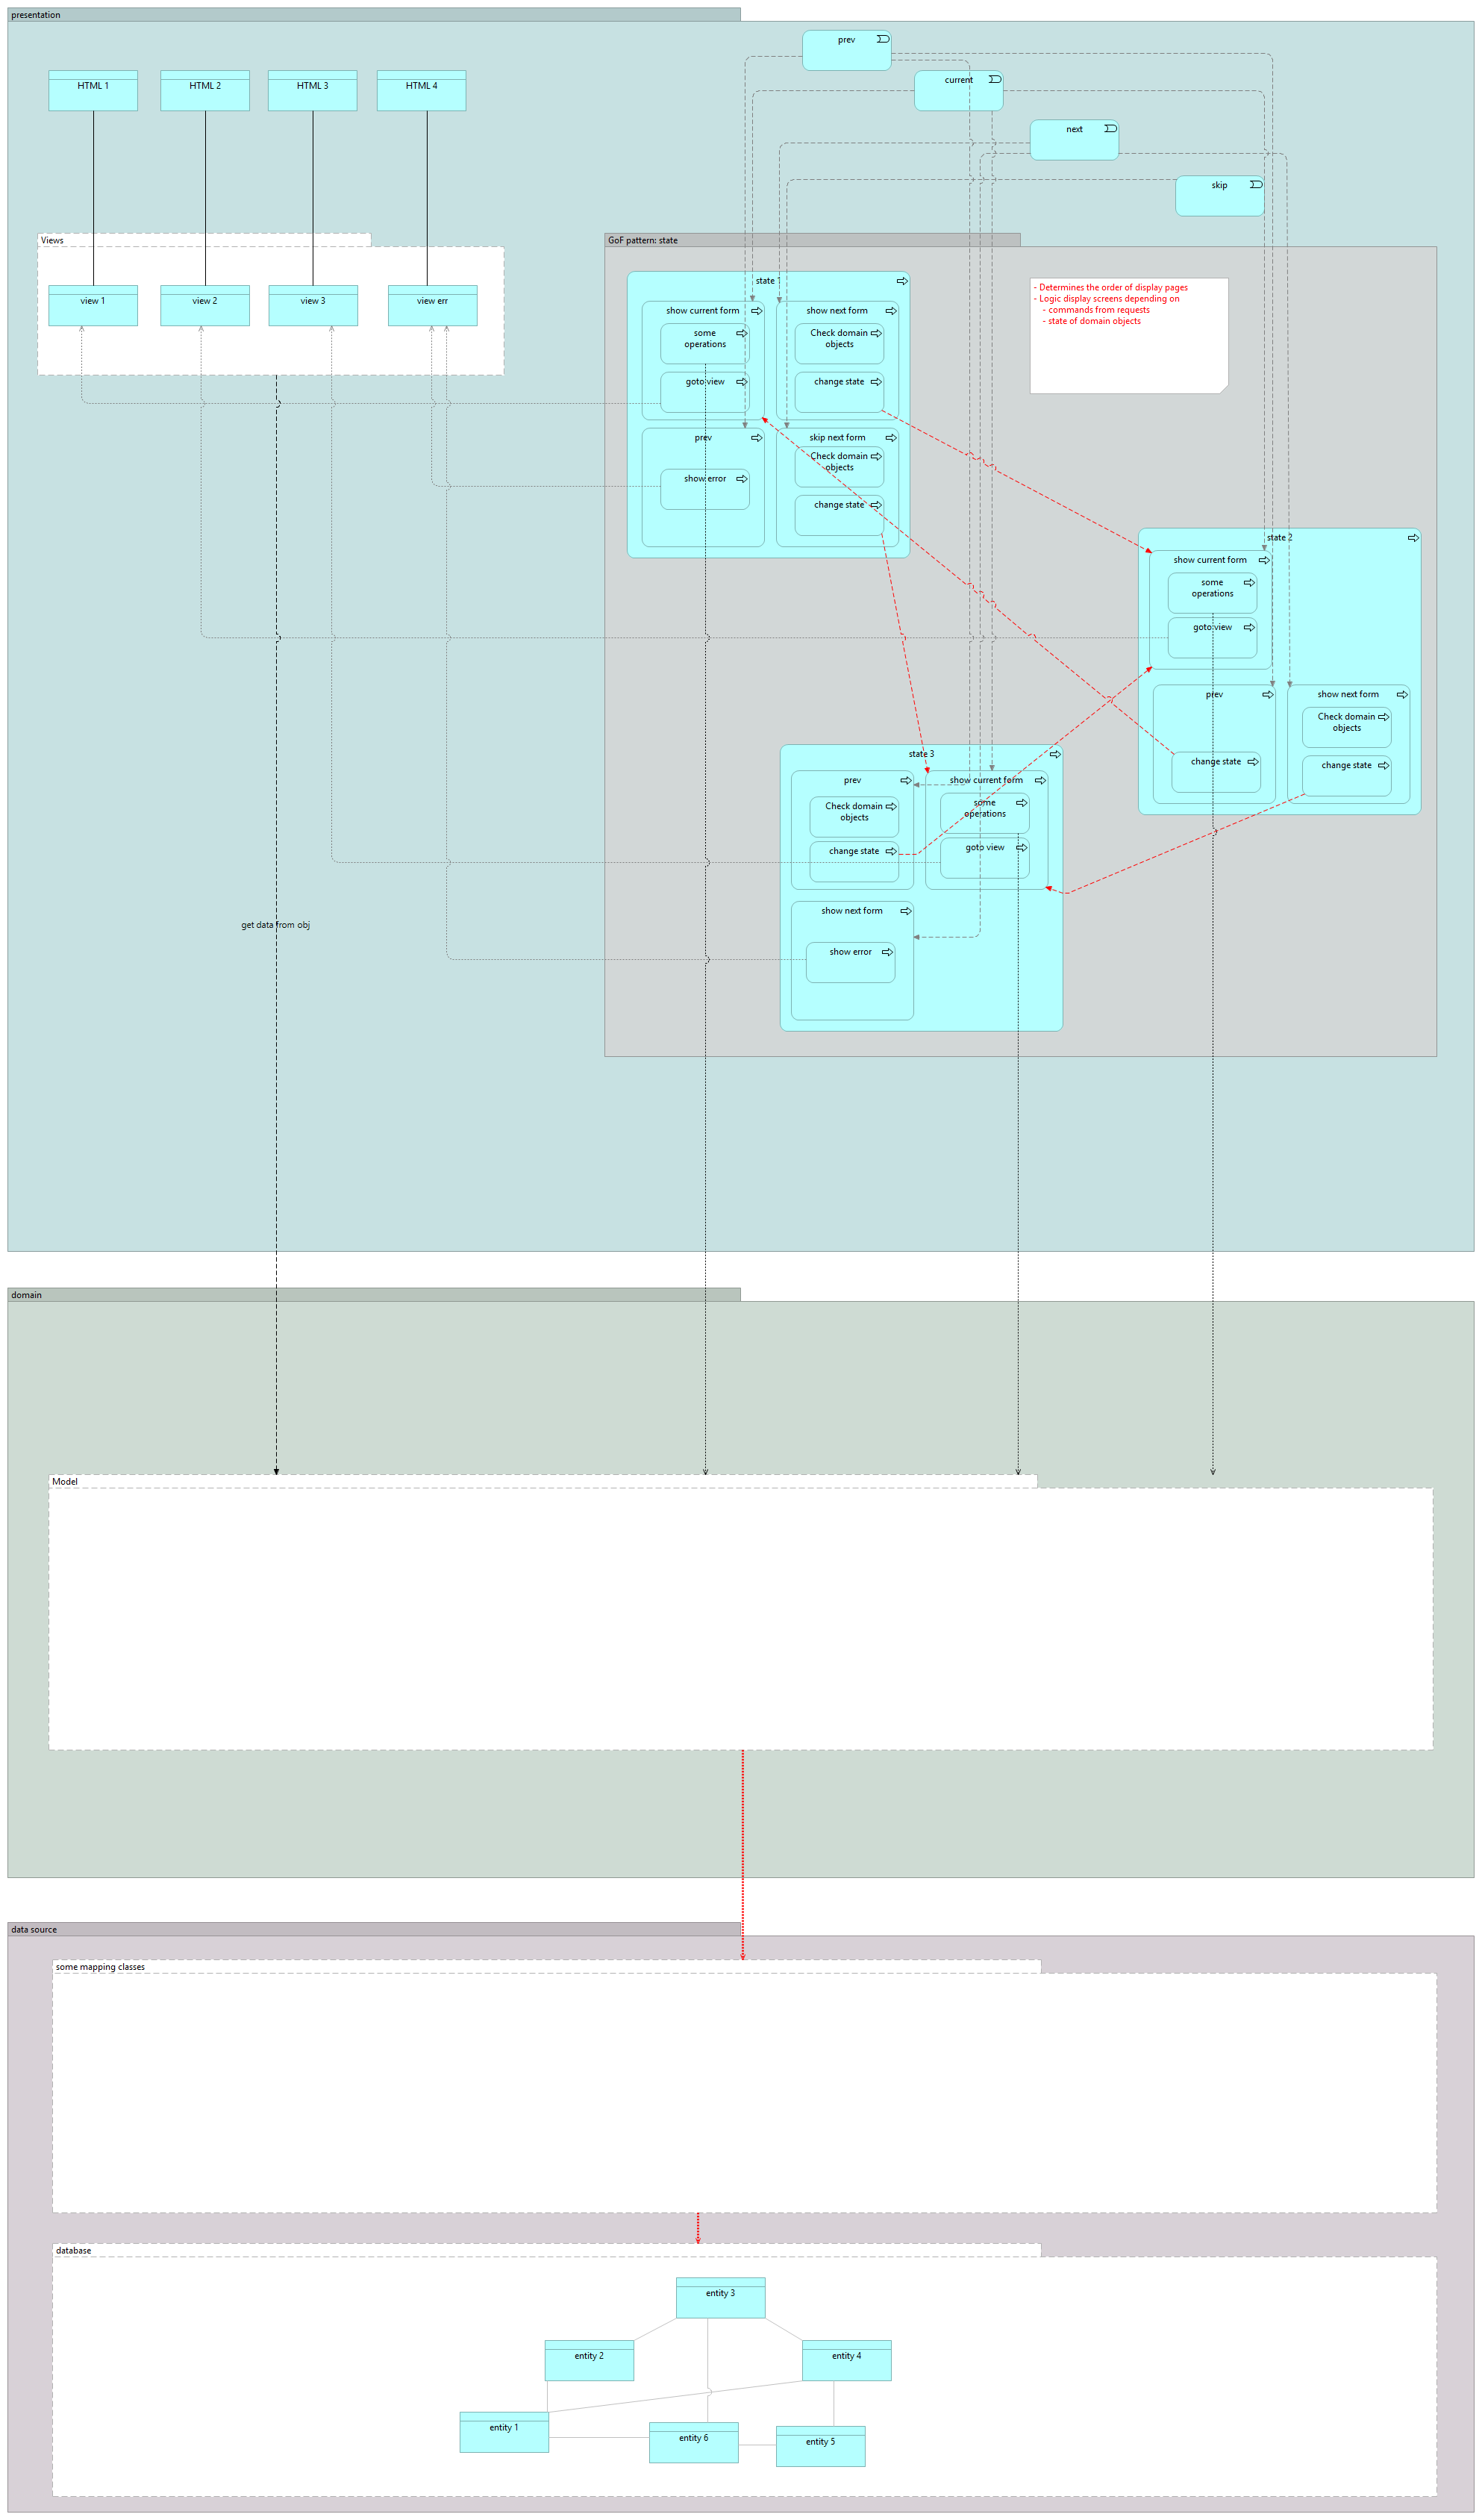 presentation
prev
HTML 1
HTML 2
HTML 3
HTML 4
current
next
skip
Views
view 1
view 2
view 3
view err
GoF pattern: state
state 1
show current form
some
operations
goto view
show next form
Check domain
objects
change state
prev
show error
skip next form
Check domain
objects
change state
- Determines the order of display pages
- Logic display screens depending on
- commands from requests
- state of domain objects
state 2
show current form
some
operations
goto view
prev
change state
show next form
Check domain
objects
change state
state 3
prev
Check domain
objects
change state
show current form
some
operations
goto view
show next form
show error
get data from obj
domain
Model
data source
some mapping classes
database
entity 3
entity 2
entity 4
entity 1
entity 6
entity 5